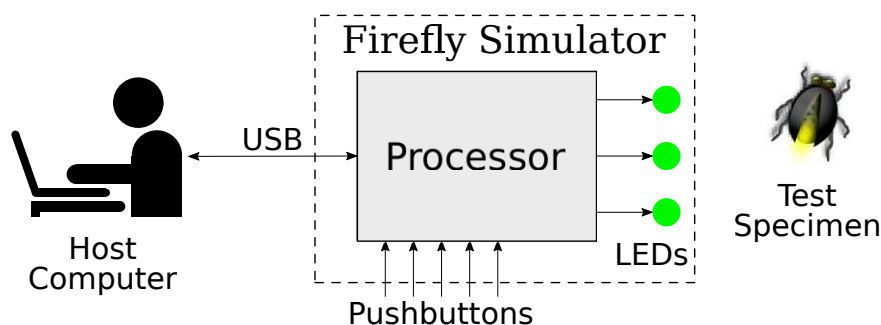 Firefly Simulator
USB
Processor
LEDs
Pushbuttons
Host
Computer
Test
Specimen